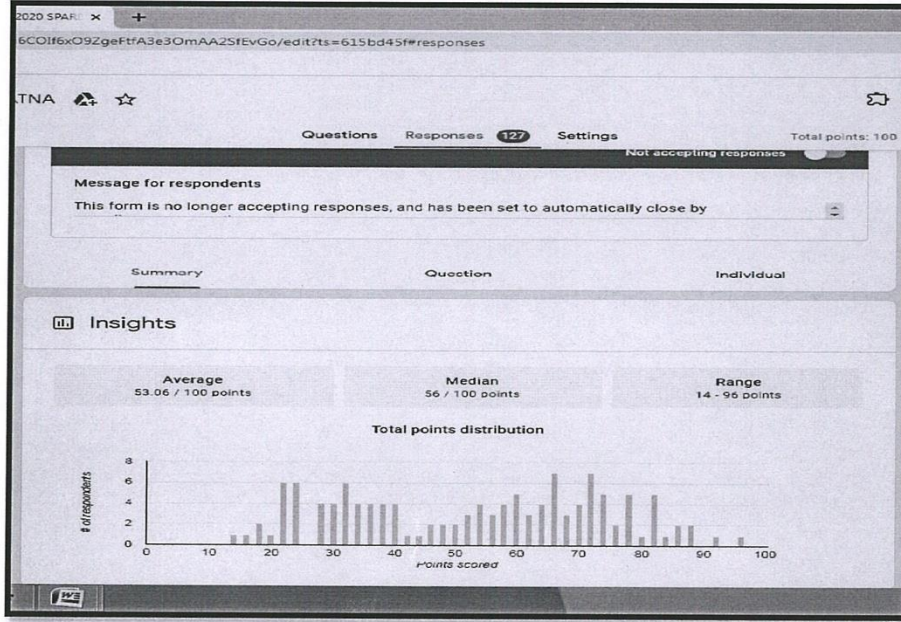 2020 SPAR
6COIf6xO9ZgeFtfA3e3OmAA2SfEvGo/edit?ts=615bd45f#responses
TNA
Questions Responses 127 Settings
Total points: 100
Not accepting responses
Message for respondents
This form is no longer accepting responses, and has been set to automatically close by
Summary Question Individual
Insights
Average Median Range
53.06 / 100 points 56 / 100 points 14 - 96 points
Total points distribution
# of respondents
8
6
4
2
0
0 10 20 30 40 50 60 70 80 90 100
Points scored
WE